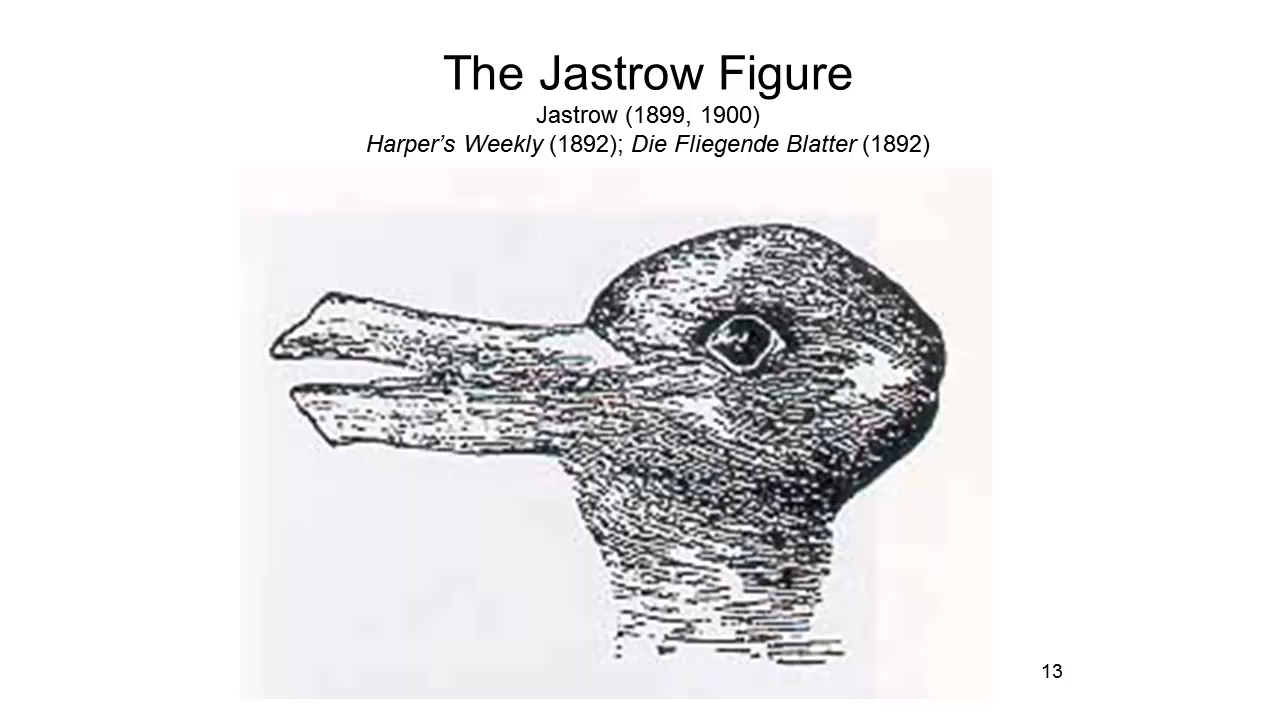 The Jastrow Figure
Jastrow (1899, 1900)
Harper’s Weekly (1892); Die Fliegende Blatter (1892)
13